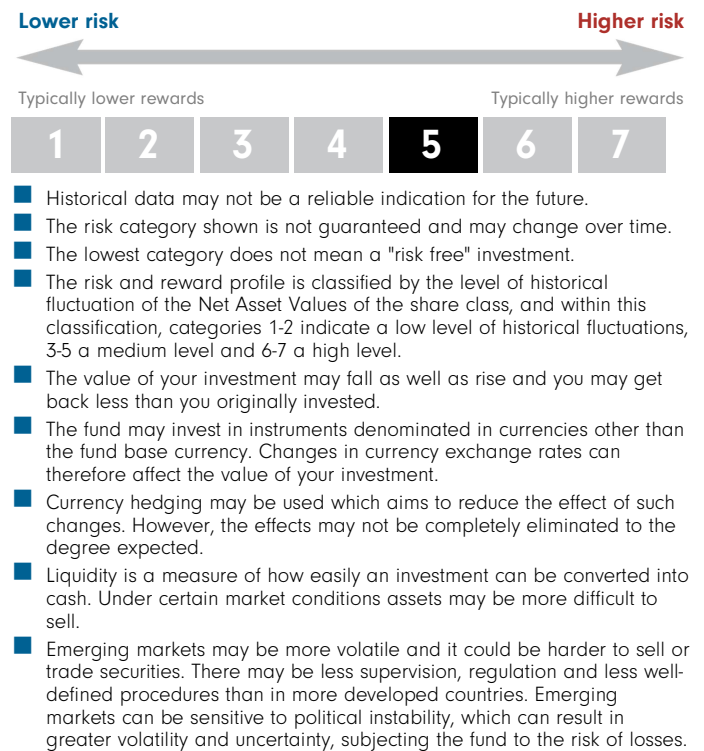 Lower risk Higher risk
Typically lower rewards Typically higher rewards
1 2 3 4 5 6 7
Historical data may not be a reliable indication for the future.
The risk category shown is not guaranteed and may change over time.
The lowest category does not mean a "risk free" investment.
The risk and reward profile is classified by the level of historical
fluctuation of the Net Asset Values of the share class, and within this
classification, categories 1-2 indicate a low level of historical fluctuations,
3-5 a medium level and 6-7 a high level.
The value of your investment may fall as well as rise and you may get
back less than you originally invested.
The fund may invest in instruments denominated in currencies other than
the fund base currency. Changes in currency exchange rates can
therefore affect the value of your investment.
Currency hedging may be used which aims to reduce the effect of such
changes. However, the effects may not be completely eliminated to the
degree expected.
Liquidity is a measure of how easily an investment can be converted into
cash. Under certain market conditions assets may be more difficult to
sell.
Emerging markets may be more volatile and it could be harder to sell or
trade securities. There may be less supervision, regulation and less well-
defined procedures than in more developed countries. Emerging
markets can be sensitive to political instability, which can result in
greater volatility and uncertainty, subjecting the fund to the risk of losses.